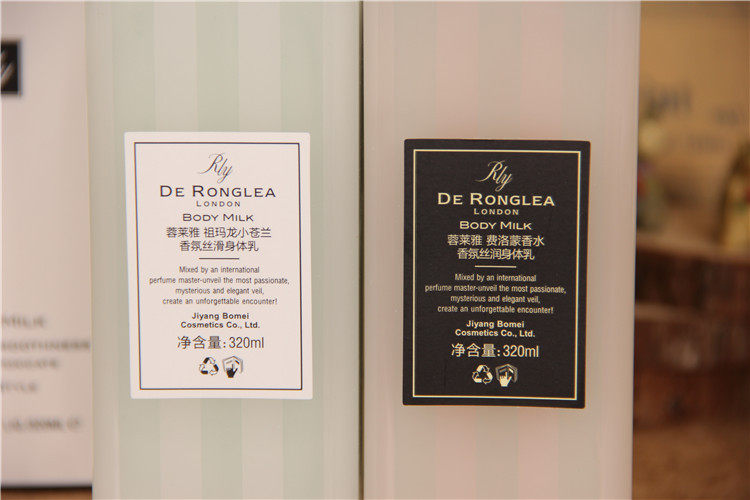 Rly
DE RONGLEA
LONDON
BODY MILK
蓉莱雅 祖玛龙小苍兰
香氛丝滑身体乳
Mixed by an international
perfume master-unveil the most passionate,
mysterious and elegant veil,
create an unforgettable encounter!
Jiyang Bomei
Cosmetics Co., Ltd.
净含量:320ml
Rly
DE RONGLEA
LONDON
BODY MILK
蓉莱雅 费洛蒙香水
香氛丝润身体乳
Mixed by an international
perfume master-unveil the most passionate,
mysterious and elegant veil,
create an unforgettable encounter!
Jiyang Bomei
Cosmetics Co., Ltd.
净含量:320ml